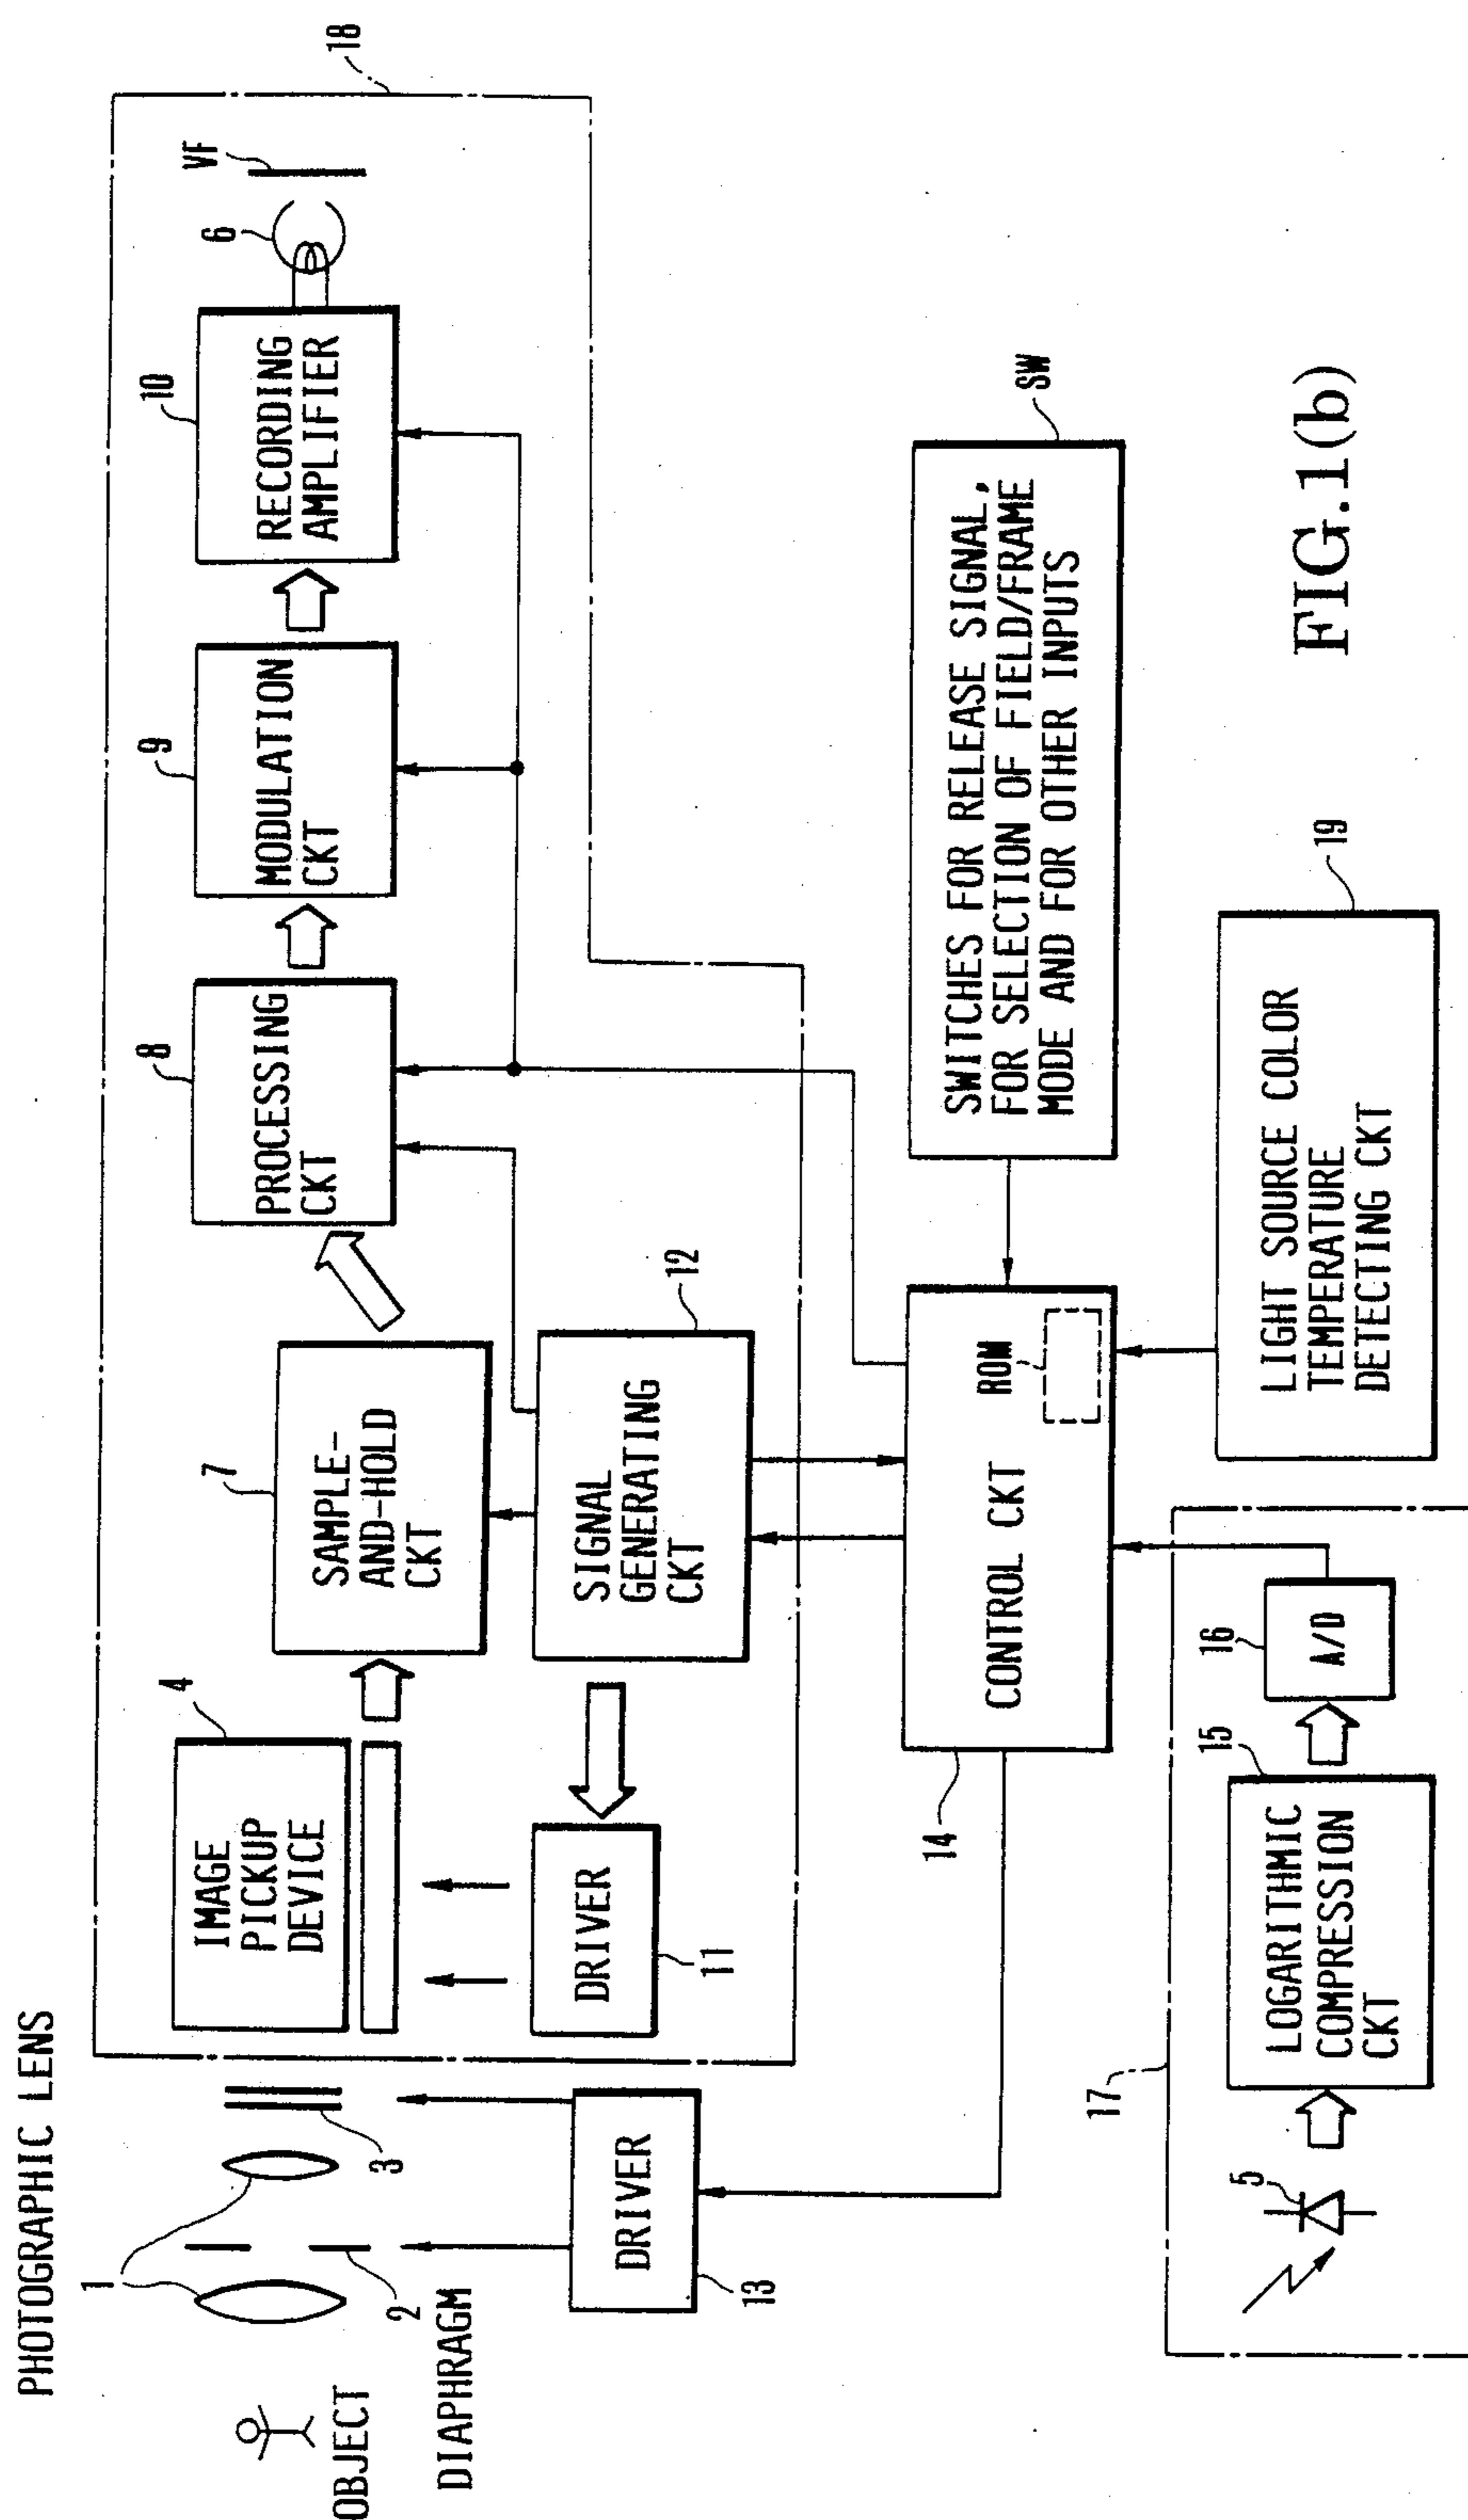 PHOTOGRAPHIC LENS
1
OBJECT
2
DIAPHRAGM
3
4
IMAGE
PICKUP
DEVICE
7
SAMPLE-
AND-HOLD
CKT
8
PROCESSING
CKT
9
MODULATION
CKT
10
RECORDING
AMPLIFIER
6
VF
18
DRIVER
13
DRIVER
11
SIGNAL
GENERATING
CKT
12
14
CONTROL CKT
ROM
SWITCHES FOR RELEASE SIGNAL,
FOR SELECTION OF FIELD/FRAME
MODE AND FOR OTHER INPUTS
SW
17
5
LOGARITHMIC
COMPRESSION
CKT
15
A/D
16
LIGHT SOURCE COLOR
TEMPERATURE
DETECTING CKT
19
FIG.1(b)